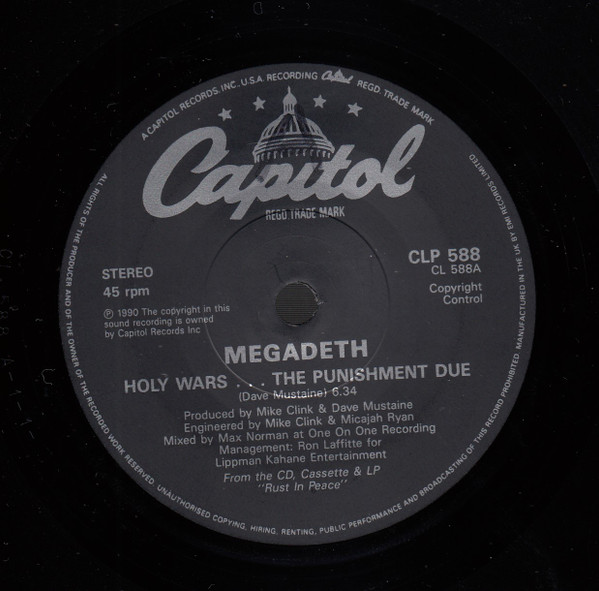 A CAPITOL RECORDS, INC., U.S.A. RECORDING Capitol REGD. TRADE MARK
Capitol
REGD TRADE MARK
STEREO
45 rpm
CLP 588
CL 588A
Copyright
Control
℗ 1990 The copyright in this
sound recording is owned
by Capitol Records Inc
MEGADETH
HOLY WARS . . . THE PUNISHMENT DUE
(Dave Mustaine) 6.34
Produced by Mike Clink & Dave Mustaine
Engineered by Mike Clink & Micajah Ryan
Mixed by Max Norman at One On One Recording
Management: Ron Laffitte for
Lippman Kahane Entertainment
From the CD, Cassette & LP
"Rust In Peace"
ALL RIGHTS OF THE PRODUCER AND OF THE OWNER OF THE RECORDED WORK RESERVED. UNAUTHORISED COPYING, HIRING, RENTING, PUBLIC PERFORMANCE AND BROADCASTING OF THIS RECORD PROHIBITED. MANUFACTURED IN THE UK BY EMI RECORDS LIMITED